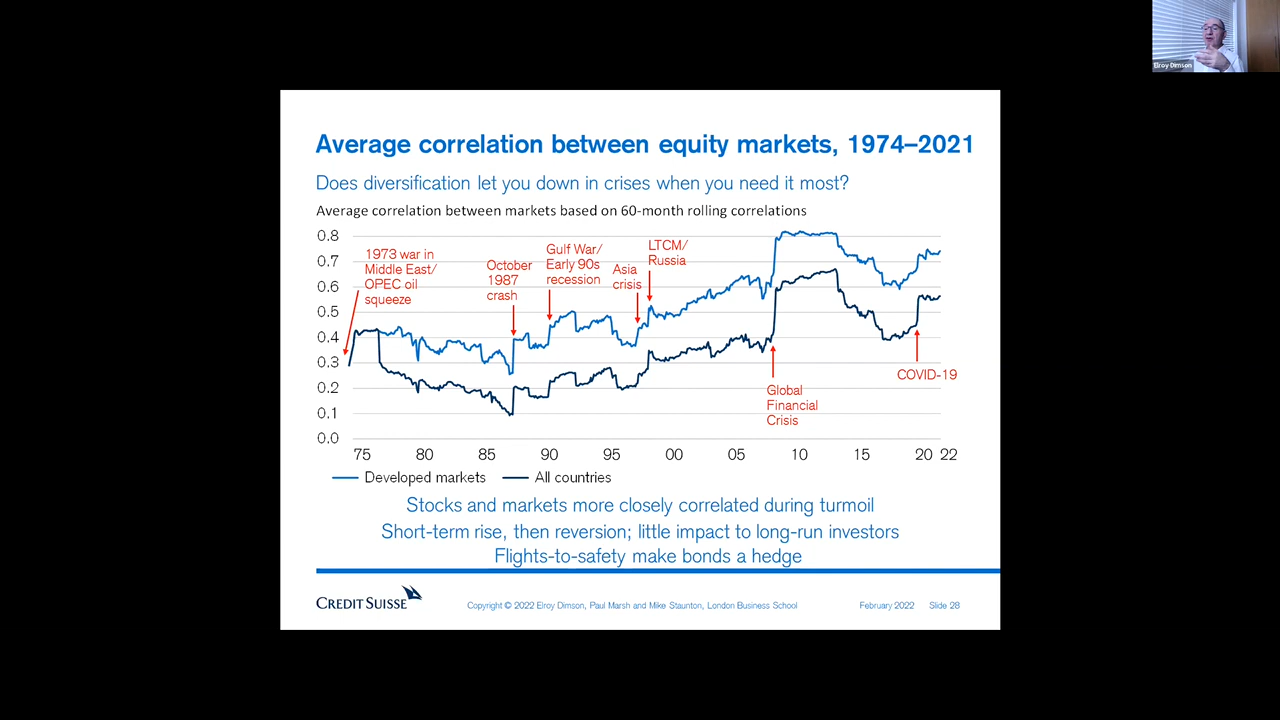 Elroy Dimson
Average correlation between equity markets, 1974–2021
Does diversification let you down in crises when you need it most?
Average correlation between markets based on 60-month rolling correlations
0.8
0.7
0.6
0.5
0.4
0.3
0.2
0.1
0.0
1973 war in
Middle East/
OPEC oil
squeeze
October
1987
crash
Gulf War/
Early 90s
recession
Asia
crisis
LTCM/
Russia
Global
Financial
Crisis
COVID-19
75 80 85 90 95 00 05 10 15 20 22
Developed markets All countries
Stocks and markets more closely correlated during turmoil
Short-term rise, then reversion; little impact to long-run investors
Flights-to-safety make bonds a hedge
CREDIT SUISSE
Copyright © 2022 Elroy Dimson, Paul Marsh and Mike Staunton, London Business School
February 2022 Slide 28